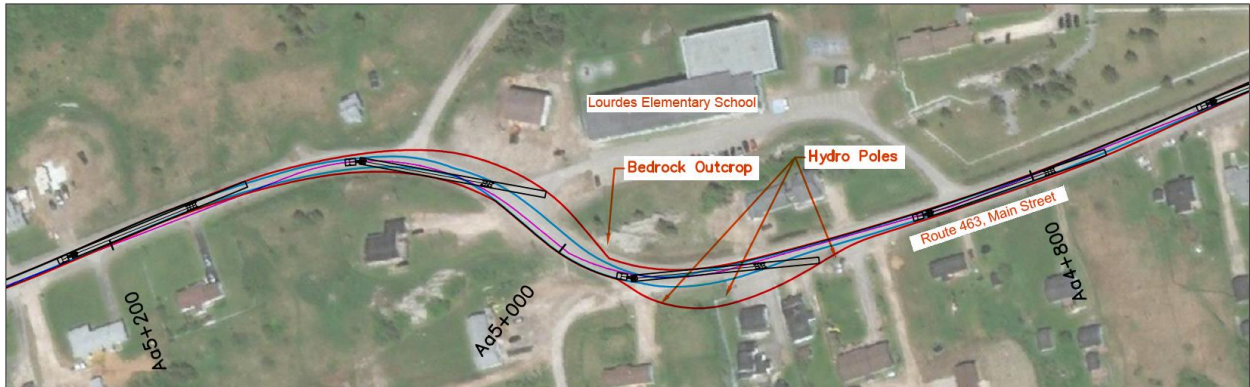 Lourdes Elementary School
Bedrock Outcrop
Hydro Poles
Route 463, Main Street
Aa5+200
Aa5+000
Aa4+800